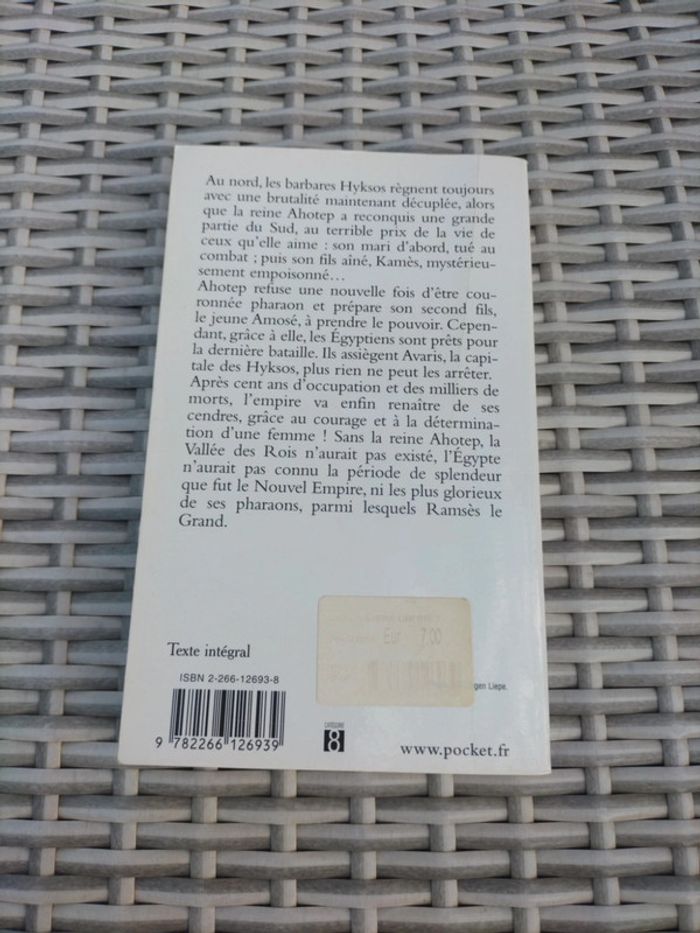 Au nord, les barbares Hyksos règnent toujours
avec une brutalité maintenant décuplée, alors
que la reine Ahotep a reconquis une grande
partie du Sud, au terrible prix de la vie de
ceux qu'elle aime : son mari d'abord, tué au
combat ; puis son fils aîné, Kamès, mystérieu-
sement empoisonné...
Ahotep refuse une nouvelle fois d'être cou-
ronnée pharaon et prépare son second fils,
le jeune Amosé, à prendre le pouvoir. Cepen-
dant, grâce à elle, les Égyptiens sont prêts pour
la dernière bataille. Ils assiègent Avaris, la capi-
tale des Hyksos, plus rien ne peut les arrêter.
Après cent ans d'occupation et des milliers de
morts, l'empire va enfin renaître de ses
cendres, grâce au courage et à la détermina-
tion d'une femme ! Sans la reine Ahotep, la
Vallée des Rois n'aurait pas existé, l'Égypte
n'aurait pas connu la période de splendeur
que fut le Nouvel Empire, ni les plus glorieux
de ses pharaons, parmi lesquels Ramsès le
Grand.
Eur 7.00
Texte intégral
ISBN 2-266-12693-8
gen Liepe.
9 782266 126939
CATÉGORIE
8
www.pocket.fr